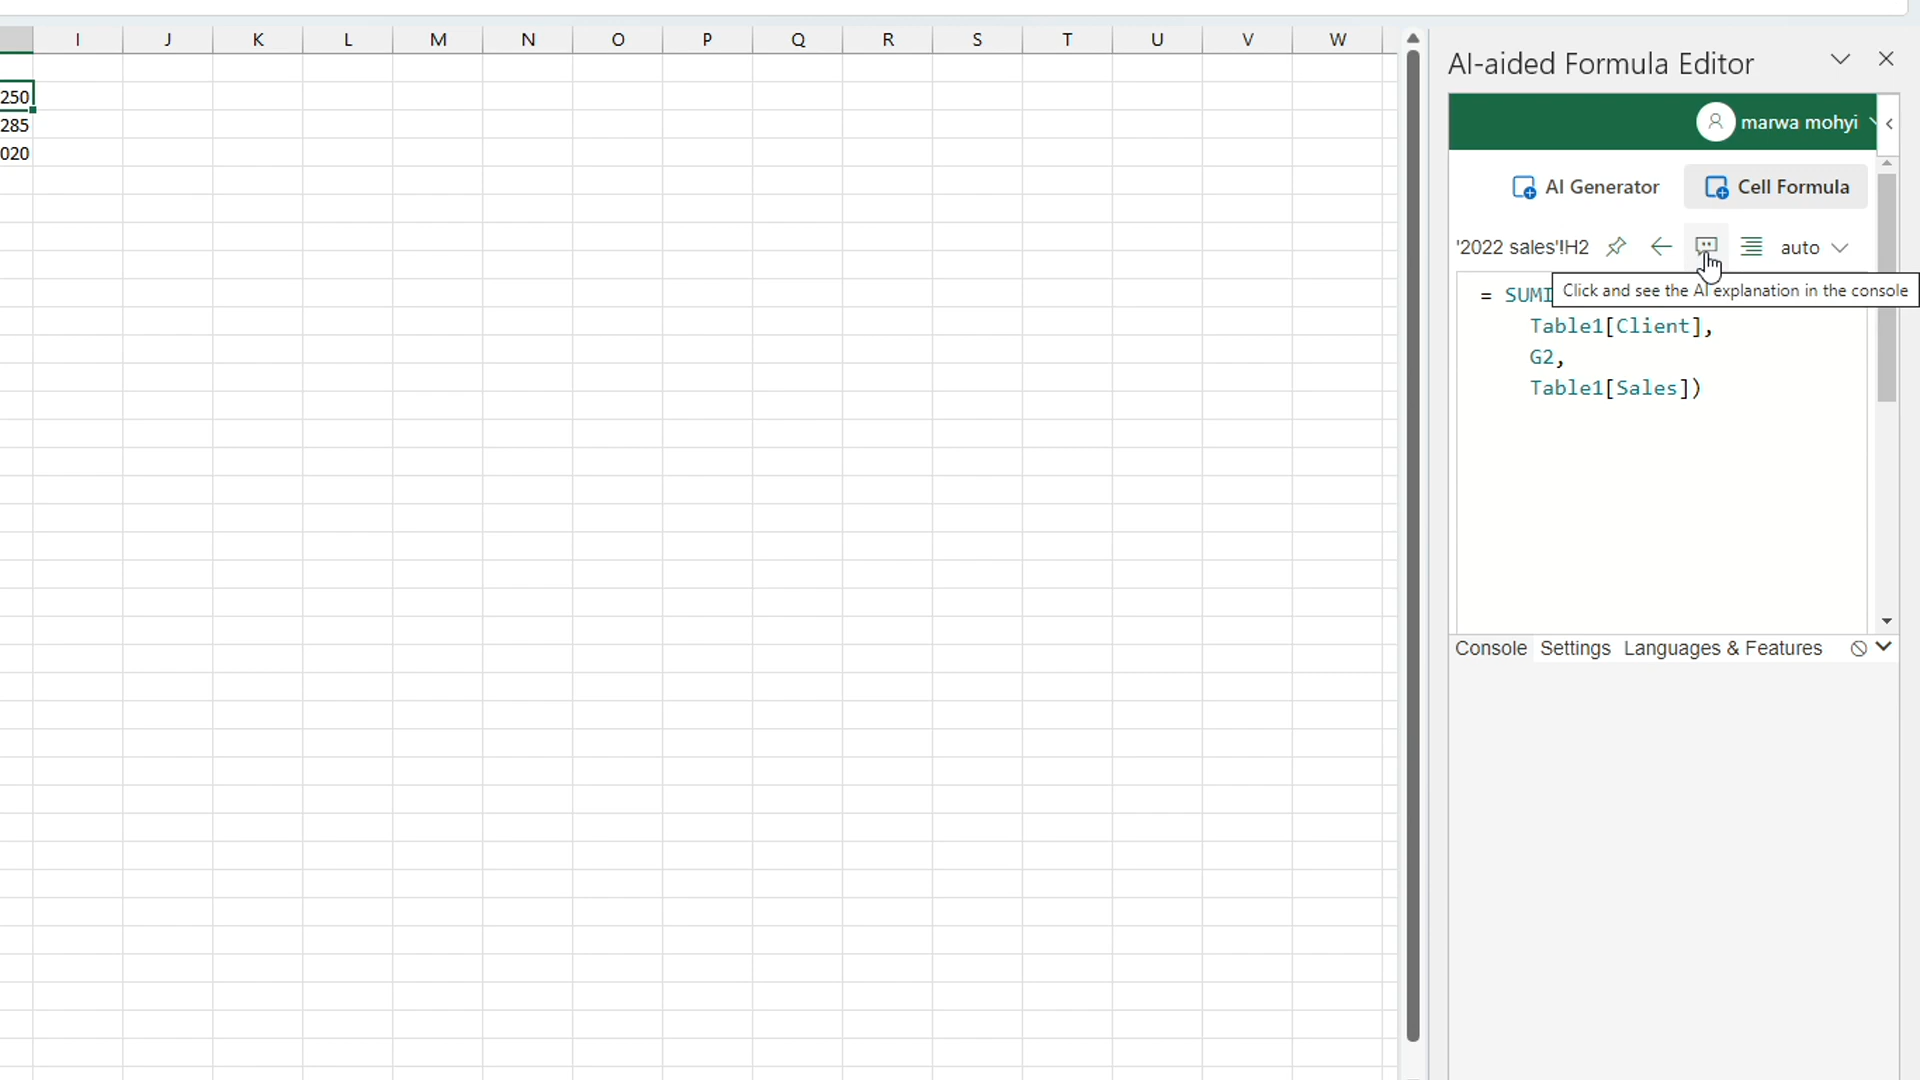 I J K L M N O P Q R S T U V W
250
285
020
AI-aided Formula Editor
marwa mohyi
AI Generator Cell Formula
'2022 sales'!H2 auto
Click and see the AI explanation in the console
= SUMI
Table1[Client],
G2,
Table1[Sales])
Console Settings Languages & Features